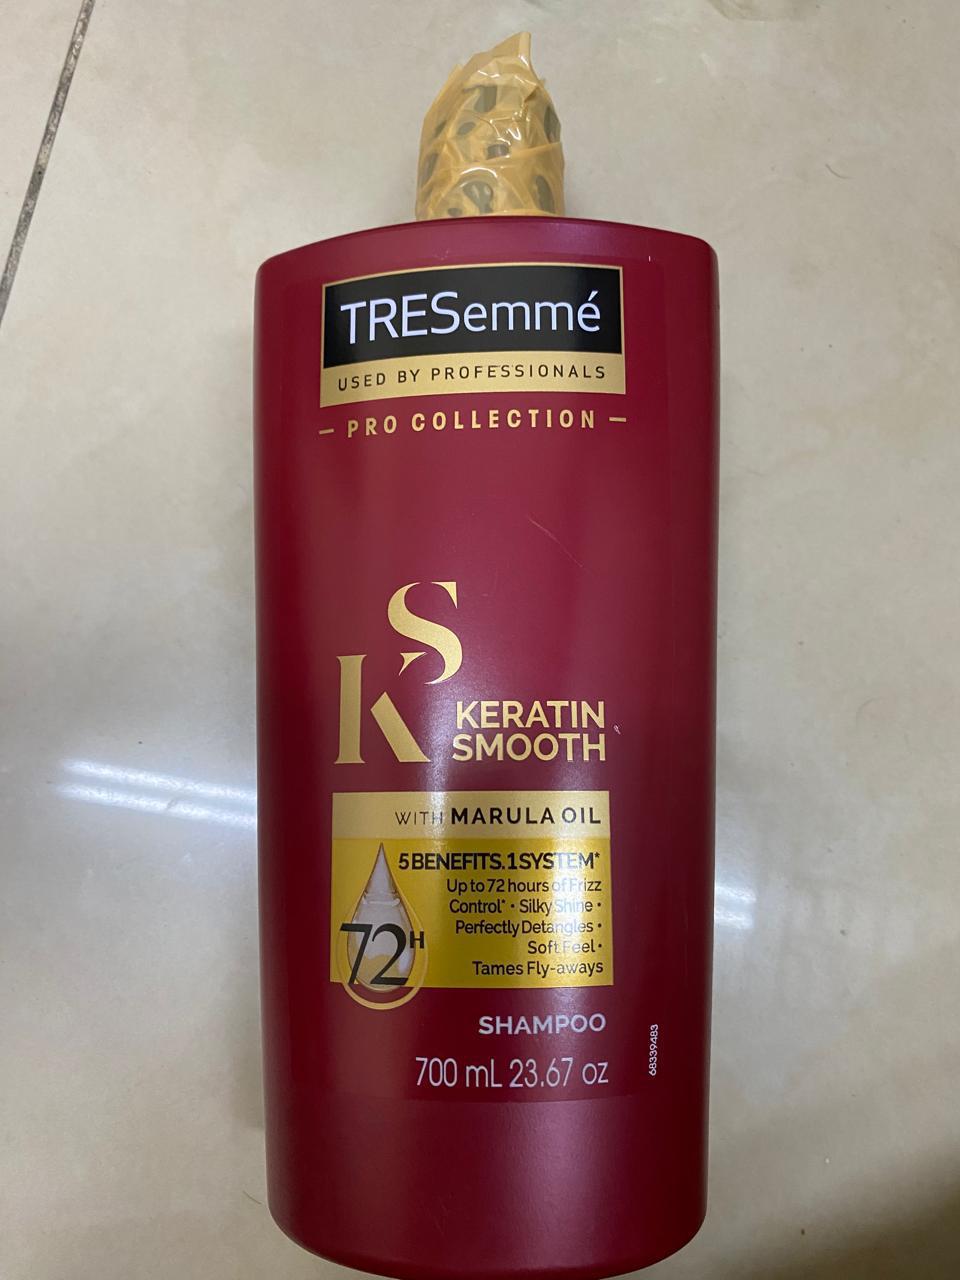 TRESemmé
USED BY PROFESSIONALS
– PRO COLLECTION –
KS
KERATIN
SMOOTH
WITH MARULA OIL
5 BENEFITS. 1 SYSTEM*
Up to 72 hours of Frizz
Control* • Silky Shine •
Perfectly Detangles •
Soft Feel •
Tames Fly-aways
72H
SHAMPOO
700 mL 23.67 oz
68339483